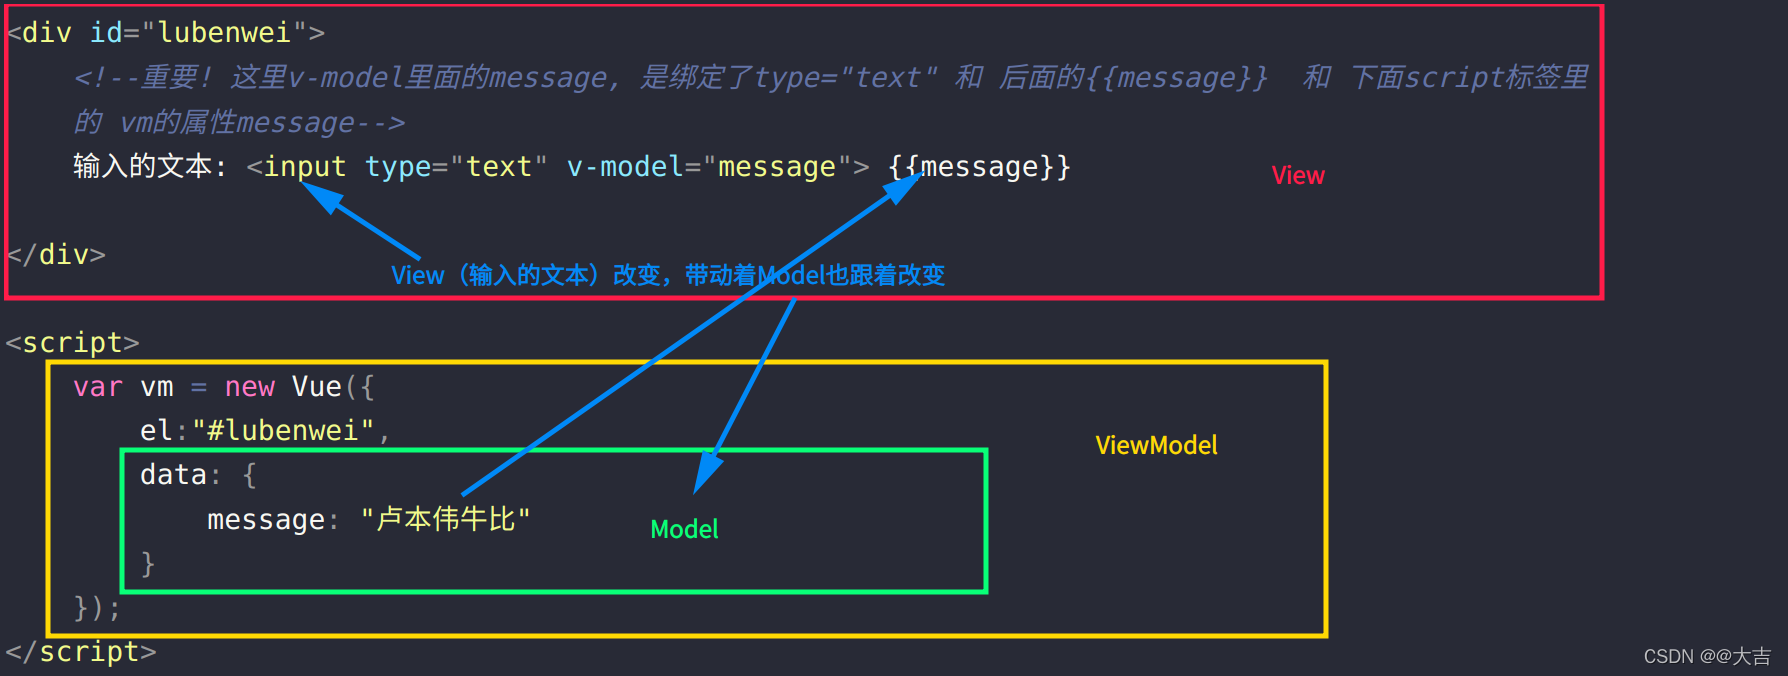 <div id="lubenwei">
<!--重要! 这里v-model里面的message, 是绑定了type="text" 和 后面的{{message}}  和 下面script标签里
的 vm的属性message-->
输入的文本: <input type="text" v-model="message"> {{message}}
View
</div>
View（输入的文本）改变，带动着Model也跟着改变
<script>
var vm = new Vue({
el:"#lubenwei",
ViewModel
data: {
message: "卢本伟牛比"
Model
}
});
</script>
CSDN @@大吉